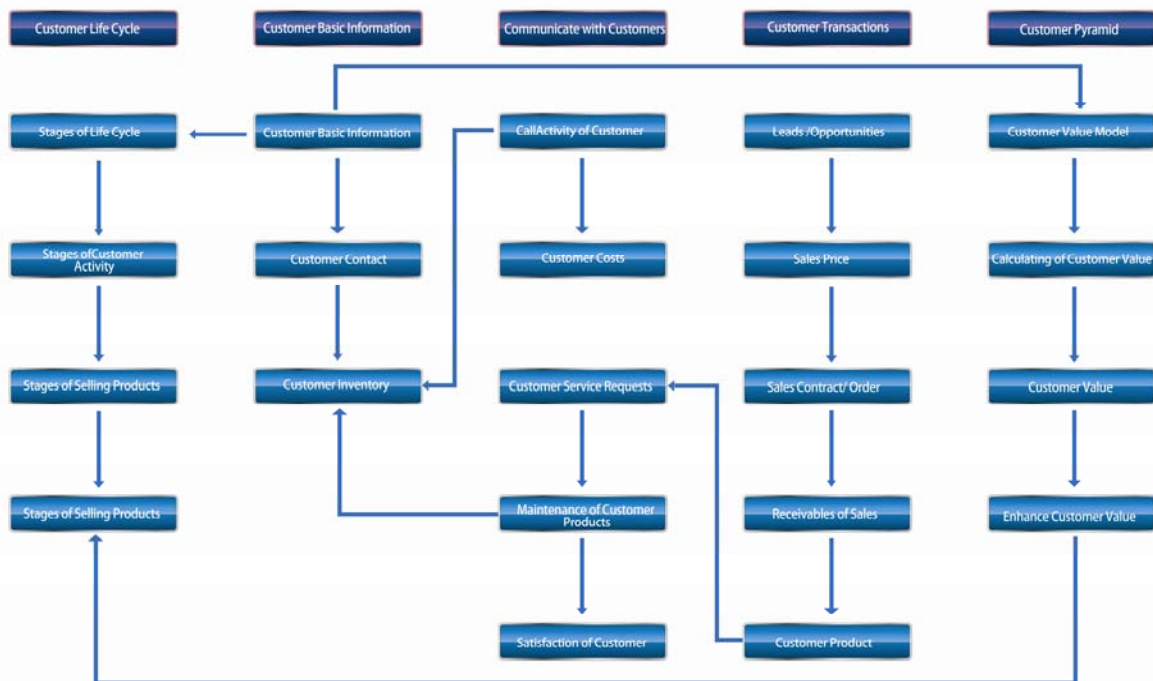 Customer Life Cycle
Customer Basic Information
Communicate with Customers
Customer Transactions
Customer Pyramid
Stages of Life Cycle
Customer Basic Information
CallActivity of Customer
Leads /Opportunities
Customer Value Model
Stages ofCustomer
Activity
Customer Contact
Customer Costs
Sales Price
Calculating of Customer Value
Stages of Selling Products
Customer Inventory
Customer Service Requests
Sales Contract/ Order
Customer Value
Stages of Selling Products
Maintenance of Customer
Products
Receivables of Sales
Enhance Customer Value
Satisfaction of Customer
Customer Product